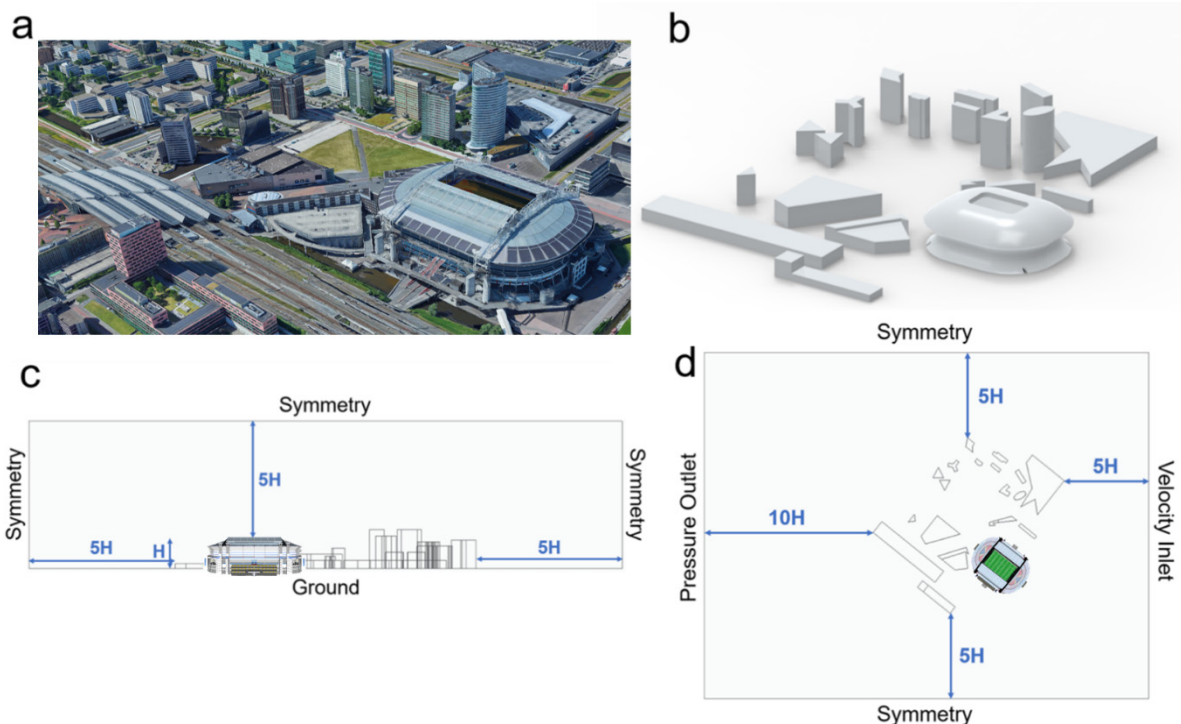 a
b
c
Symmetry
Symmetry
5H
Symmetry
5H
H
5H
Ground
d
Symmetry
5H
Pressure Outlet
10H
5H
Velocity Inlet
5H
Symmetry